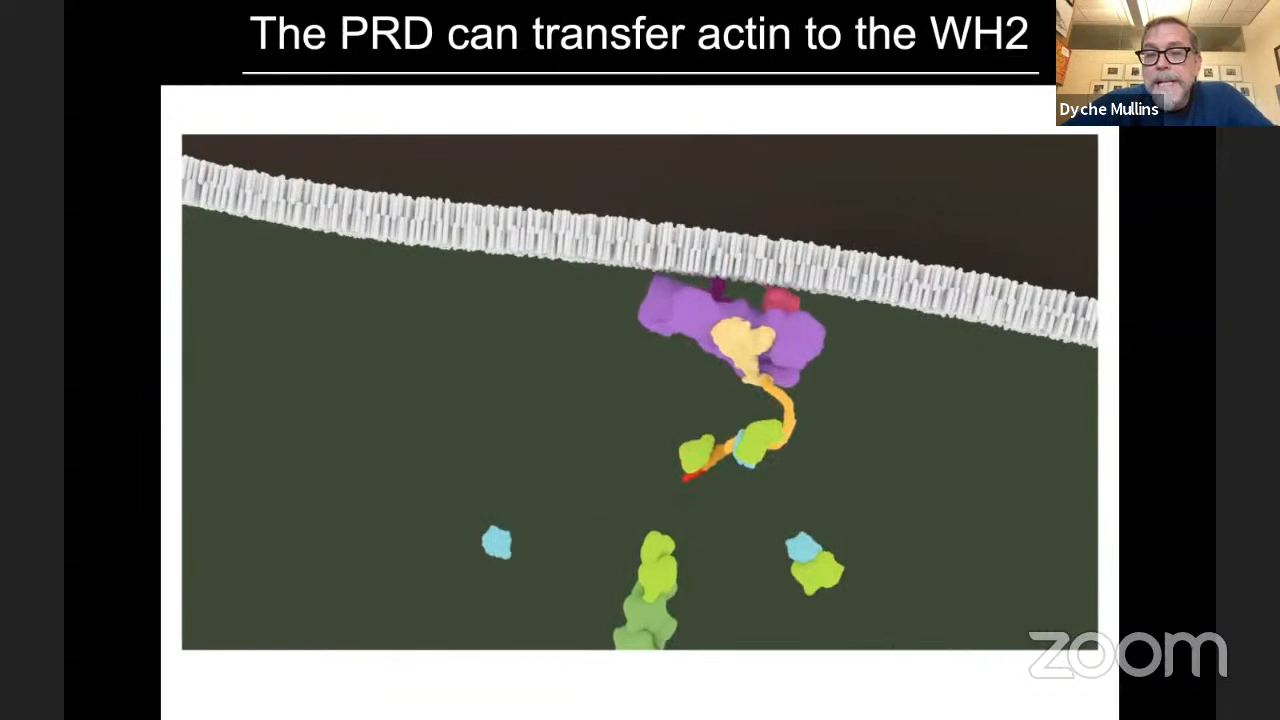 The PRD can transfer actin to the WH2
Dyche Mullins
zoom